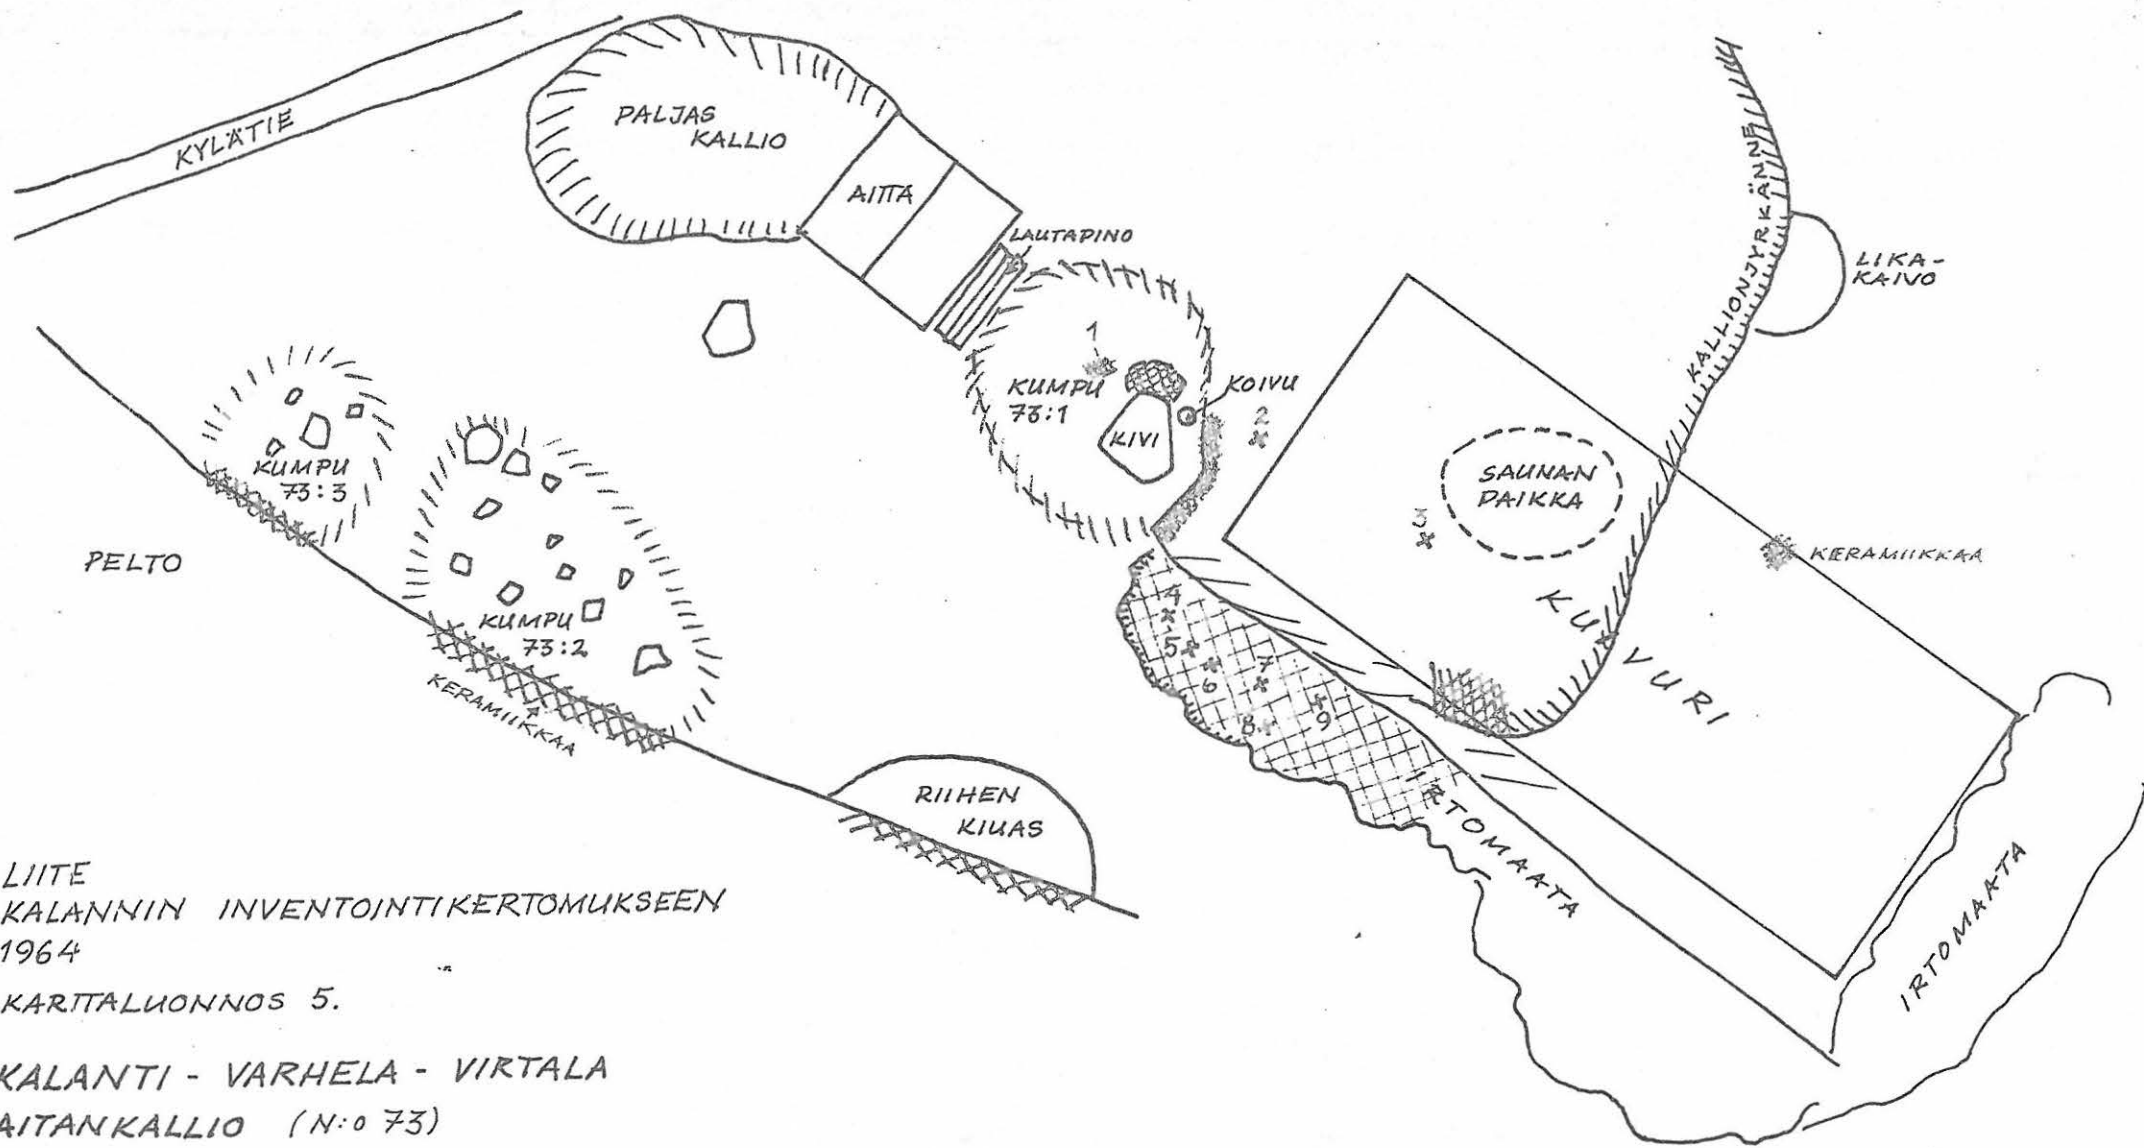 KYLÄTIE
PALJAS
KALLIO
AITTA
LAUTAPINO
1
KUMPU
73:1
KIVI
KOIVU
2
3
SAUNAN
PAIKKA
KALLIONJYRKÄNNE
LIKA-
KAIVO
KERAMIIKKAA
KUVURI
KUMPU
73:3
PELTO
KUMPU
73:2
KERAMIIKKAA
4
5
6
7
8
9
IRTOMAATA
IRTOMAATA
RIIHEN
KIUAS
LIITE
KALANNIN INVENTOINTIKERTOMUKSEEN
1964
KARTTALUONNOS 5.
KALANTI - VARHELA - VIRTALA
AITANKALLIO (N:o 73)